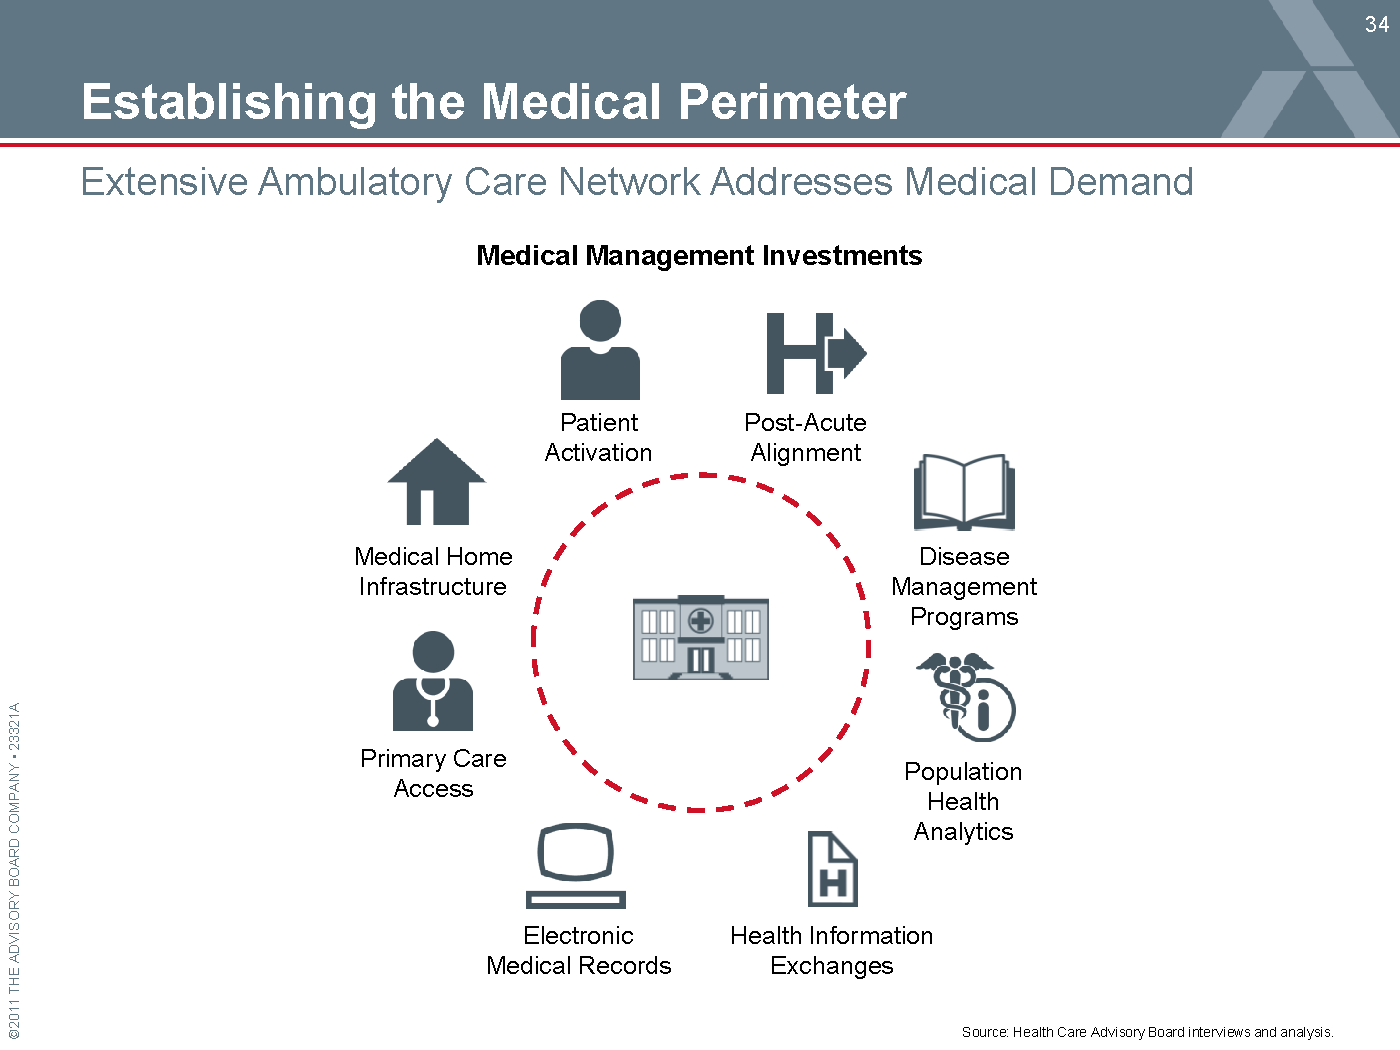 34
Establishing the Medical Perimeter
Extensive Ambulatory Care Network Addresses Medical Demand
Medical Management Investments
Patient
Activation
Post-Acute
Alignment
Medical Home
Infrastructure
Disease
Management
Programs
Primary Care
Access
Population
Health
Analytics
Electronic
Medical Records
H
Health Information
Exchanges
©2011 THE ADVISORY BOARD COMPANY • 23321A
Source: Health Care Advisory Board interviews and analysis.